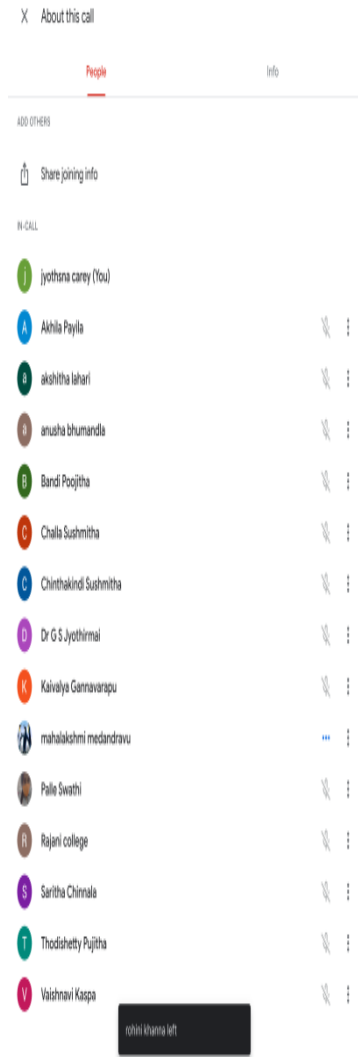 About this call
People
Info
ADD OTHERS
Share joining info
IN-CALL
j jyothsna carey (You)
A Akhila Payila
a akshitha lahari
a anusha bhumandla
B Bandi Poojitha
C Challa Sushmitha
C Chinthakindi Sushmitha
D Dr G S Jyothirmai
K Kaivalya Gannavarapu
mahalakshmi medandravu
Palle Swathi
R Rajani college
S Saritha Chinnala
T Thodishetty Pujitha
V Vaishnavi Kaspa
rohini khanna left